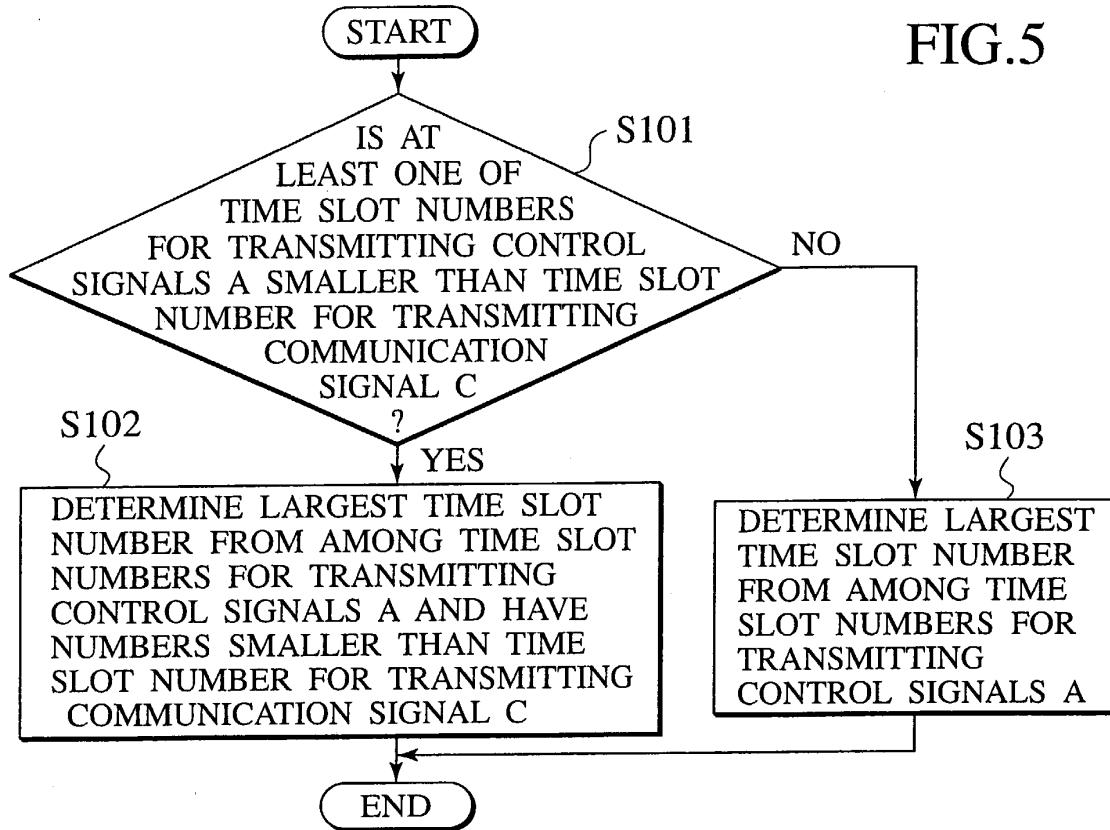 START
FIG.5
IS AT
LEAST ONE OF
TIME SLOT NUMBERS
FOR TRANSMITTING CONTROL
SIGNALS A SMALLER THAN TIME SLOT
NUMBER FOR TRANSMITTING
COMMUNICATION
SIGNAL C
?
S101
NO
YES
S102
DETERMINE LARGEST TIME SLOT
NUMBER FROM AMONG TIME SLOT
NUMBERS FOR TRANSMITTING
CONTROL SIGNALS A AND HAVE
NUMBERS SMALLER THAN TIME
SLOT NUMBER FOR TRANSMITTING
COMMUNICATION SIGNAL C
S103
DETERMINE LARGEST
TIME SLOT NUMBER
FROM AMONG TIME
SLOT NUMBERS FOR
TRANSMITTING
CONTROL SIGNALS A
END